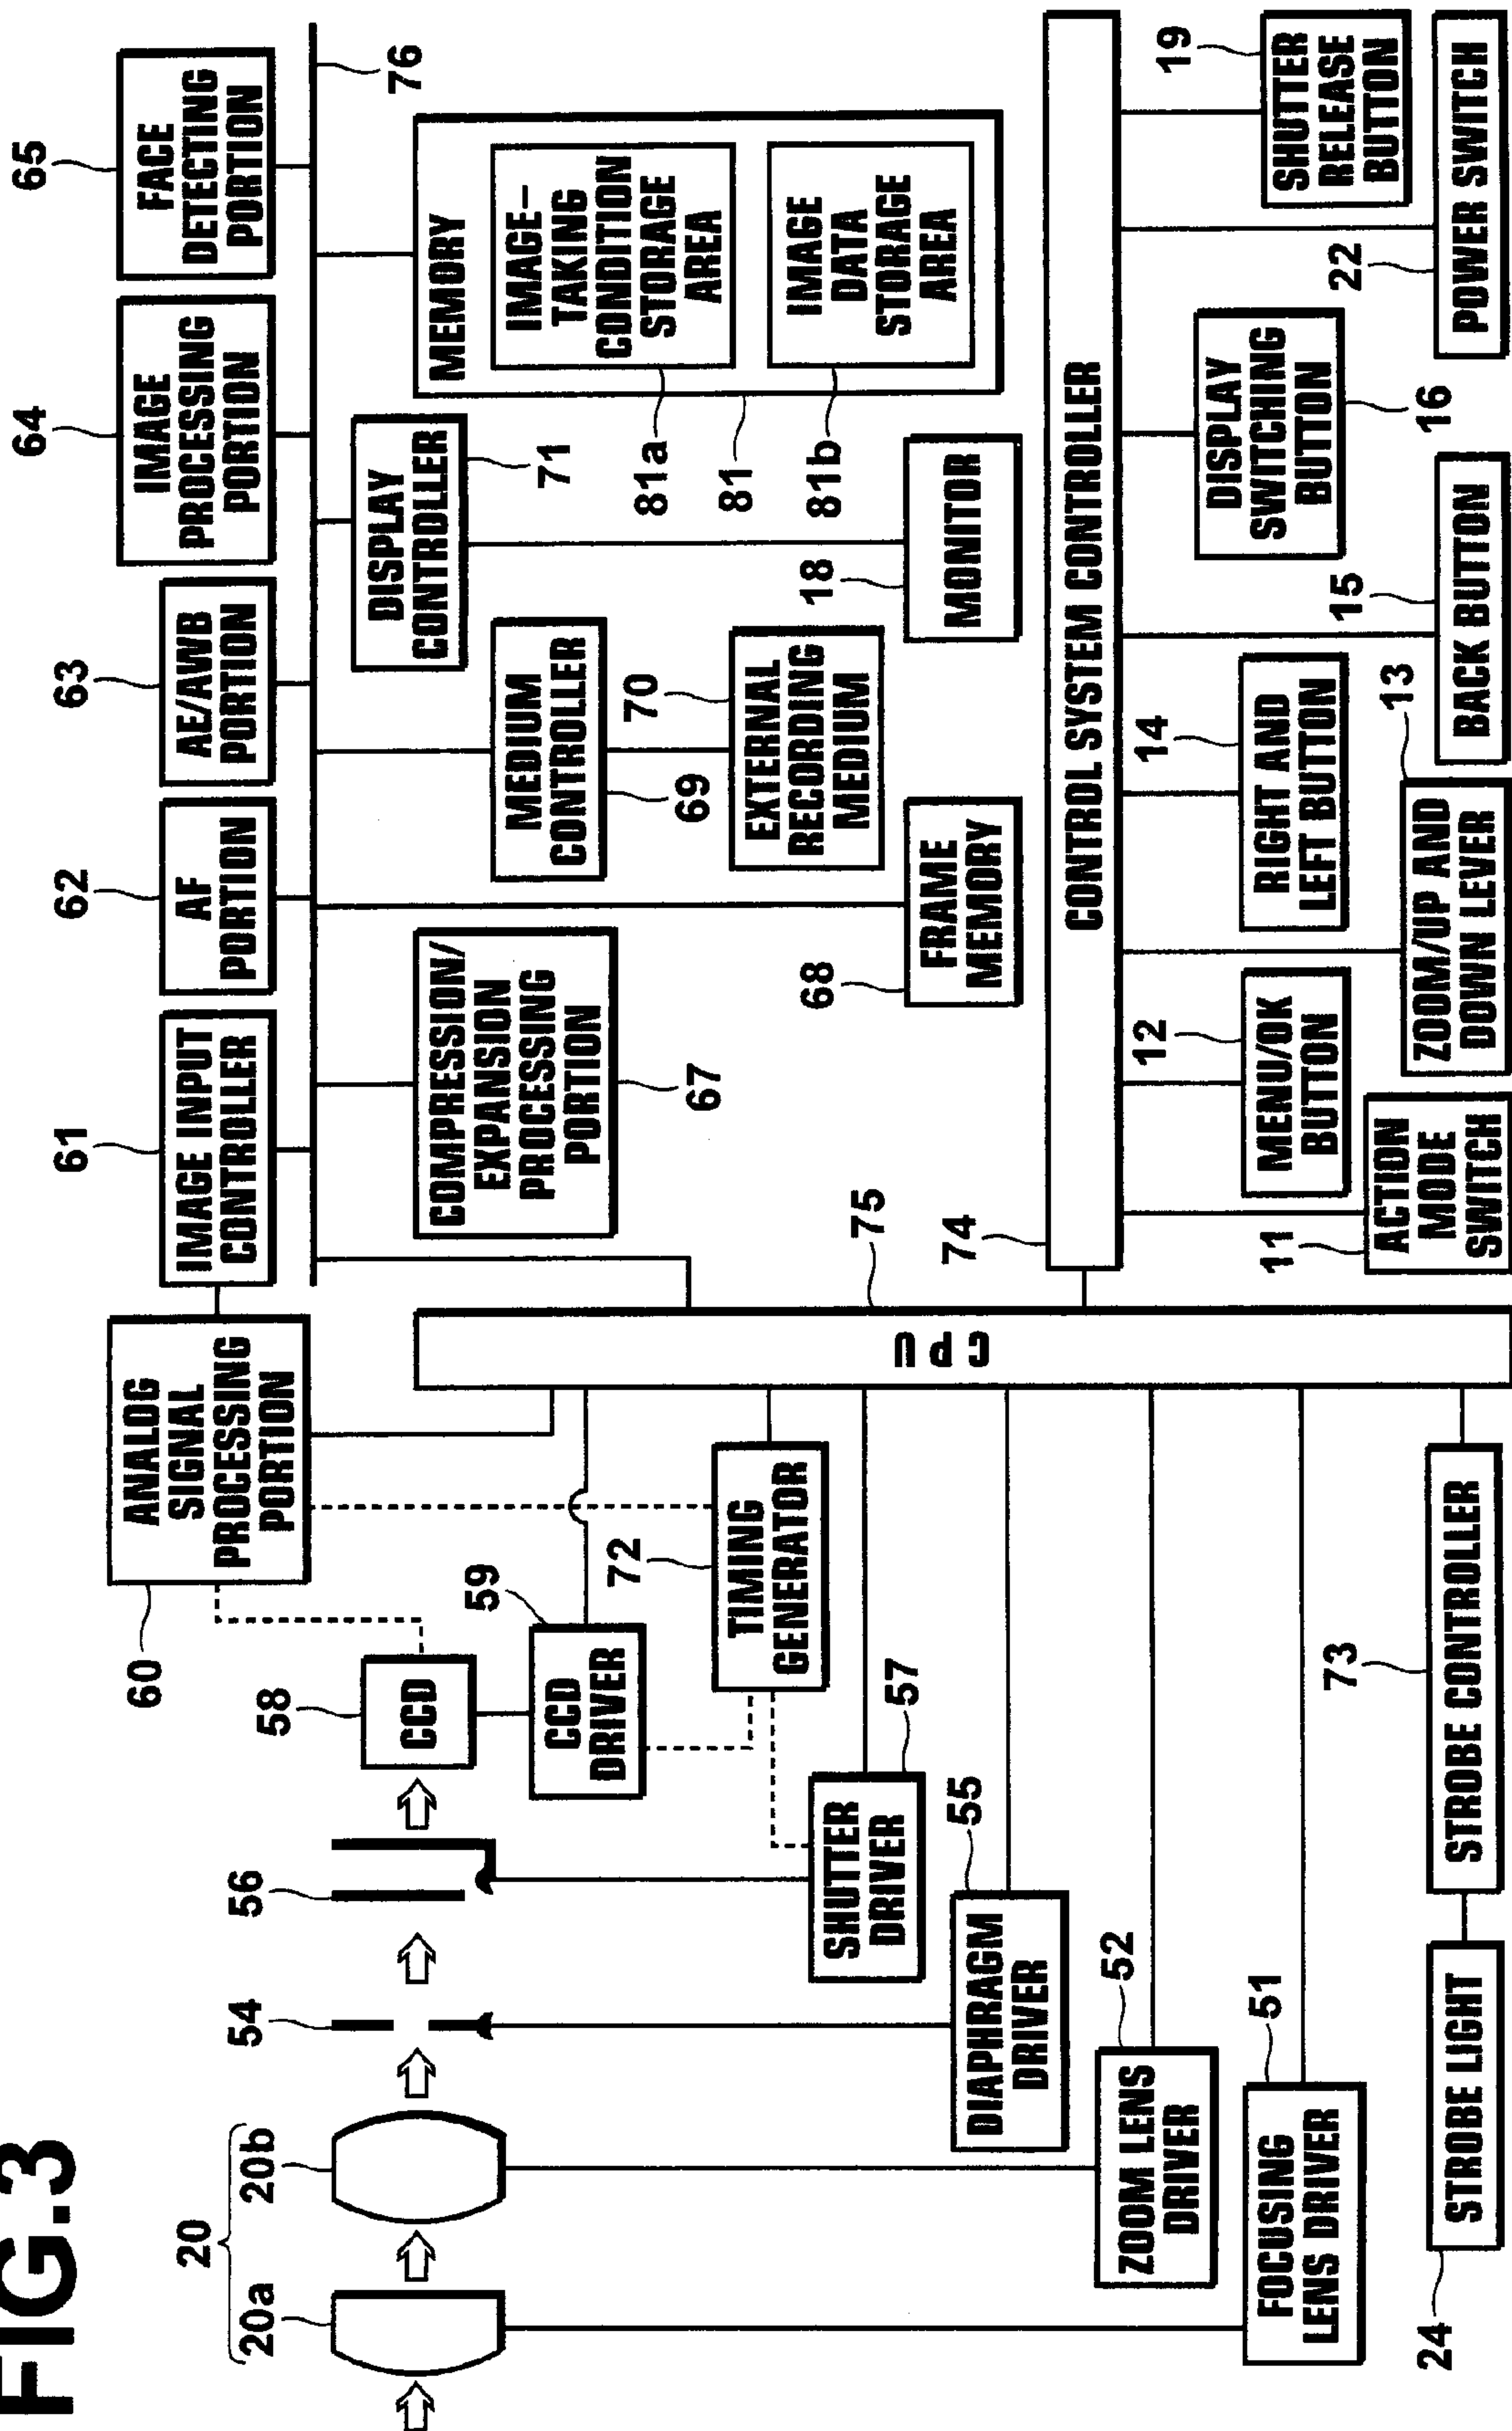 FIG.3
20
20a
20b
54
56
58
CCD
59
CCD
DRIVER
60
ANALOG
SIGNAL
PROCESSING
PORTION
61
IMAGE INPUT
CONTROLLER
62
AF
PORTION
63
AE/AWB
PORTION
64
IMAGE
PROCESSING
PORTION
65
FACE
DETECTING
PORTION
76
COMPRESSION/
EXPANSION
PROCESSING
PORTION
67
MEDIUM
CONTROLLER
69
70
EXTERNAL
RECORDING
MEDIUM
DISPLAY
CONTROLLER
71
MEMORY
IMAGE-
TAKING
CONDITION
STORAGE
AREA
IMAGE
DATA
STORAGE
AREA
81a
81
81b
68
FRAME
MEMORY
18
MONITOR
72
TIMING
GENERATOR
57
SHUTTER
DRIVER
55
DIAPHRAGM
DRIVER
52
ZOOM LENS
DRIVER
51
FOCUSING
LENS DRIVER
24
STROBE LIGHT
73
STROBE CONTROLLER
CPU
75
74
CONTROL SYSTEM CONTROLLER
11
ACTION
MODE
SWITCH
12
MENU/OK
BUTTON
13
ZOOM/UP AND
DOWN LEVER
14
RIGHT AND
LEFT BUTTON
15
BACK BUTTON
16
DISPLAY
SWITCHING
BUTTON
22
POWER SWITCH
19
SHUTTER
RELEASE
BUTTON